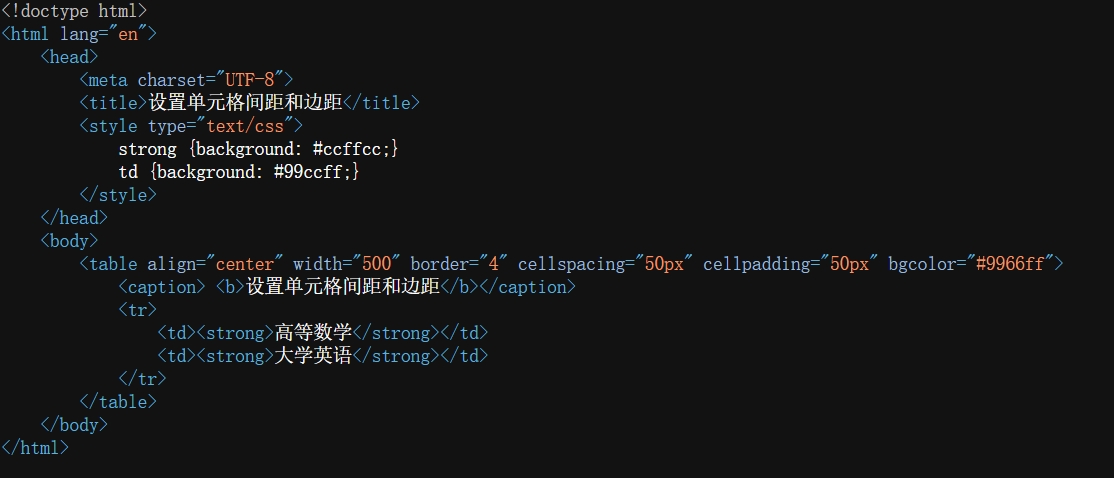 <!doctype html>
<html lang="en">
<head>
<meta charset="UTF-8">
<title>设置单元格间距和边距</title>
<style type="text/css">
strong {background: #ccffcc;}
td {background: #99ccff;}
</style>
</head>
<body>
<table align="center" width="500" border="4" cellspacing="50px" cellpadding="50px" bgcolor="#9966ff">
<caption> <b>设置单元格间距和边距</b></caption>
<tr>
<td><strong>高等数学</strong></td>
<td><strong>大学英语</strong></td>
</tr>
</table>
</body>
</html>